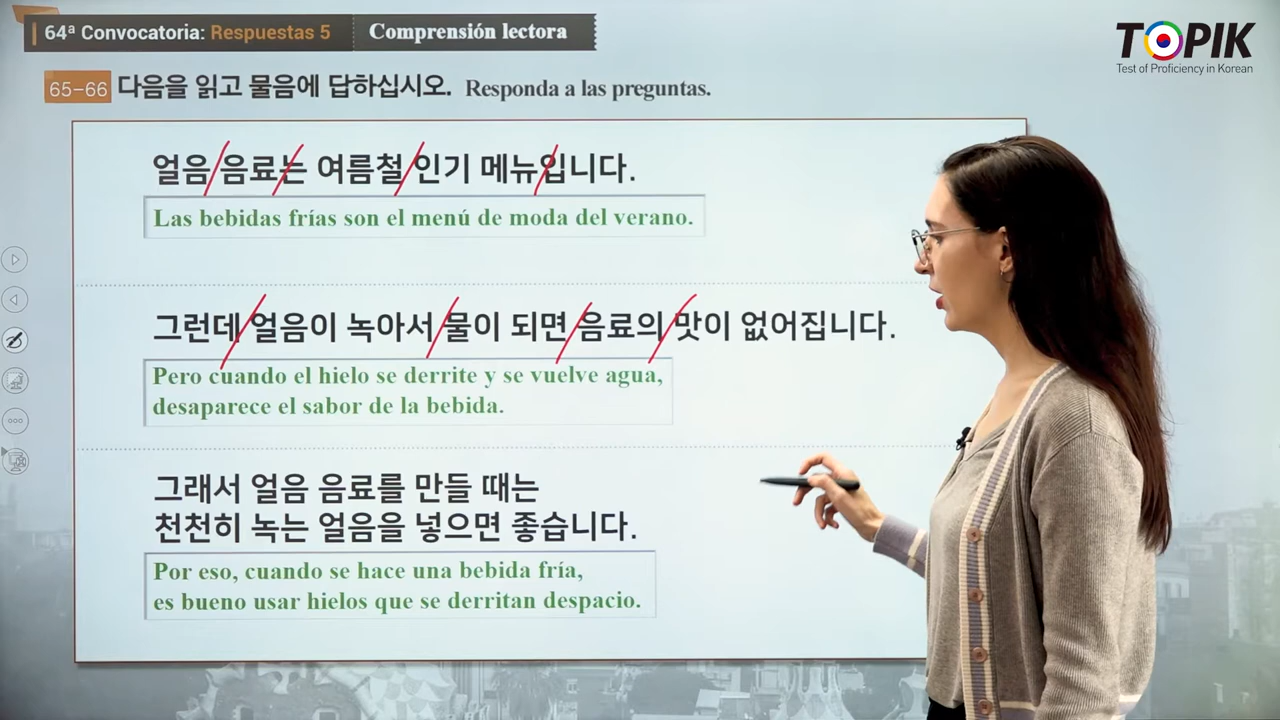 64ª Convocatoria: Respuestas 5
Comprensión lectora
TOPIK
Test of Proficiency in Korean
65-66 다음을 읽고 물음에 답하십시오. Responda a las preguntas.
얼음 음료는 여름철 인기 메뉴입니다.
Las bebidas frías son el menú de moda del verano.
그런데 얼음이 녹아서 물이 되면 음료의 맛이 없어집니다.
Pero cuando el hielo se derrite y se vuelve agua,
desaparece el sabor de la bebida.
그래서 얼음 음료를 만들 때는
천천히 녹는 얼음을 넣으면 좋습니다.
Por eso, cuando se hace una bebida fría,
es bueno usar hielos que se derritan despacio.